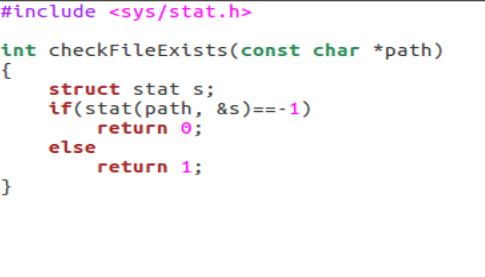 #include <sys/stat.h>
int checkFileExists(const char *path)
{
    struct stat s;
    if(stat(path, &s)==-1)
        return 0;
    else
        return 1;
}